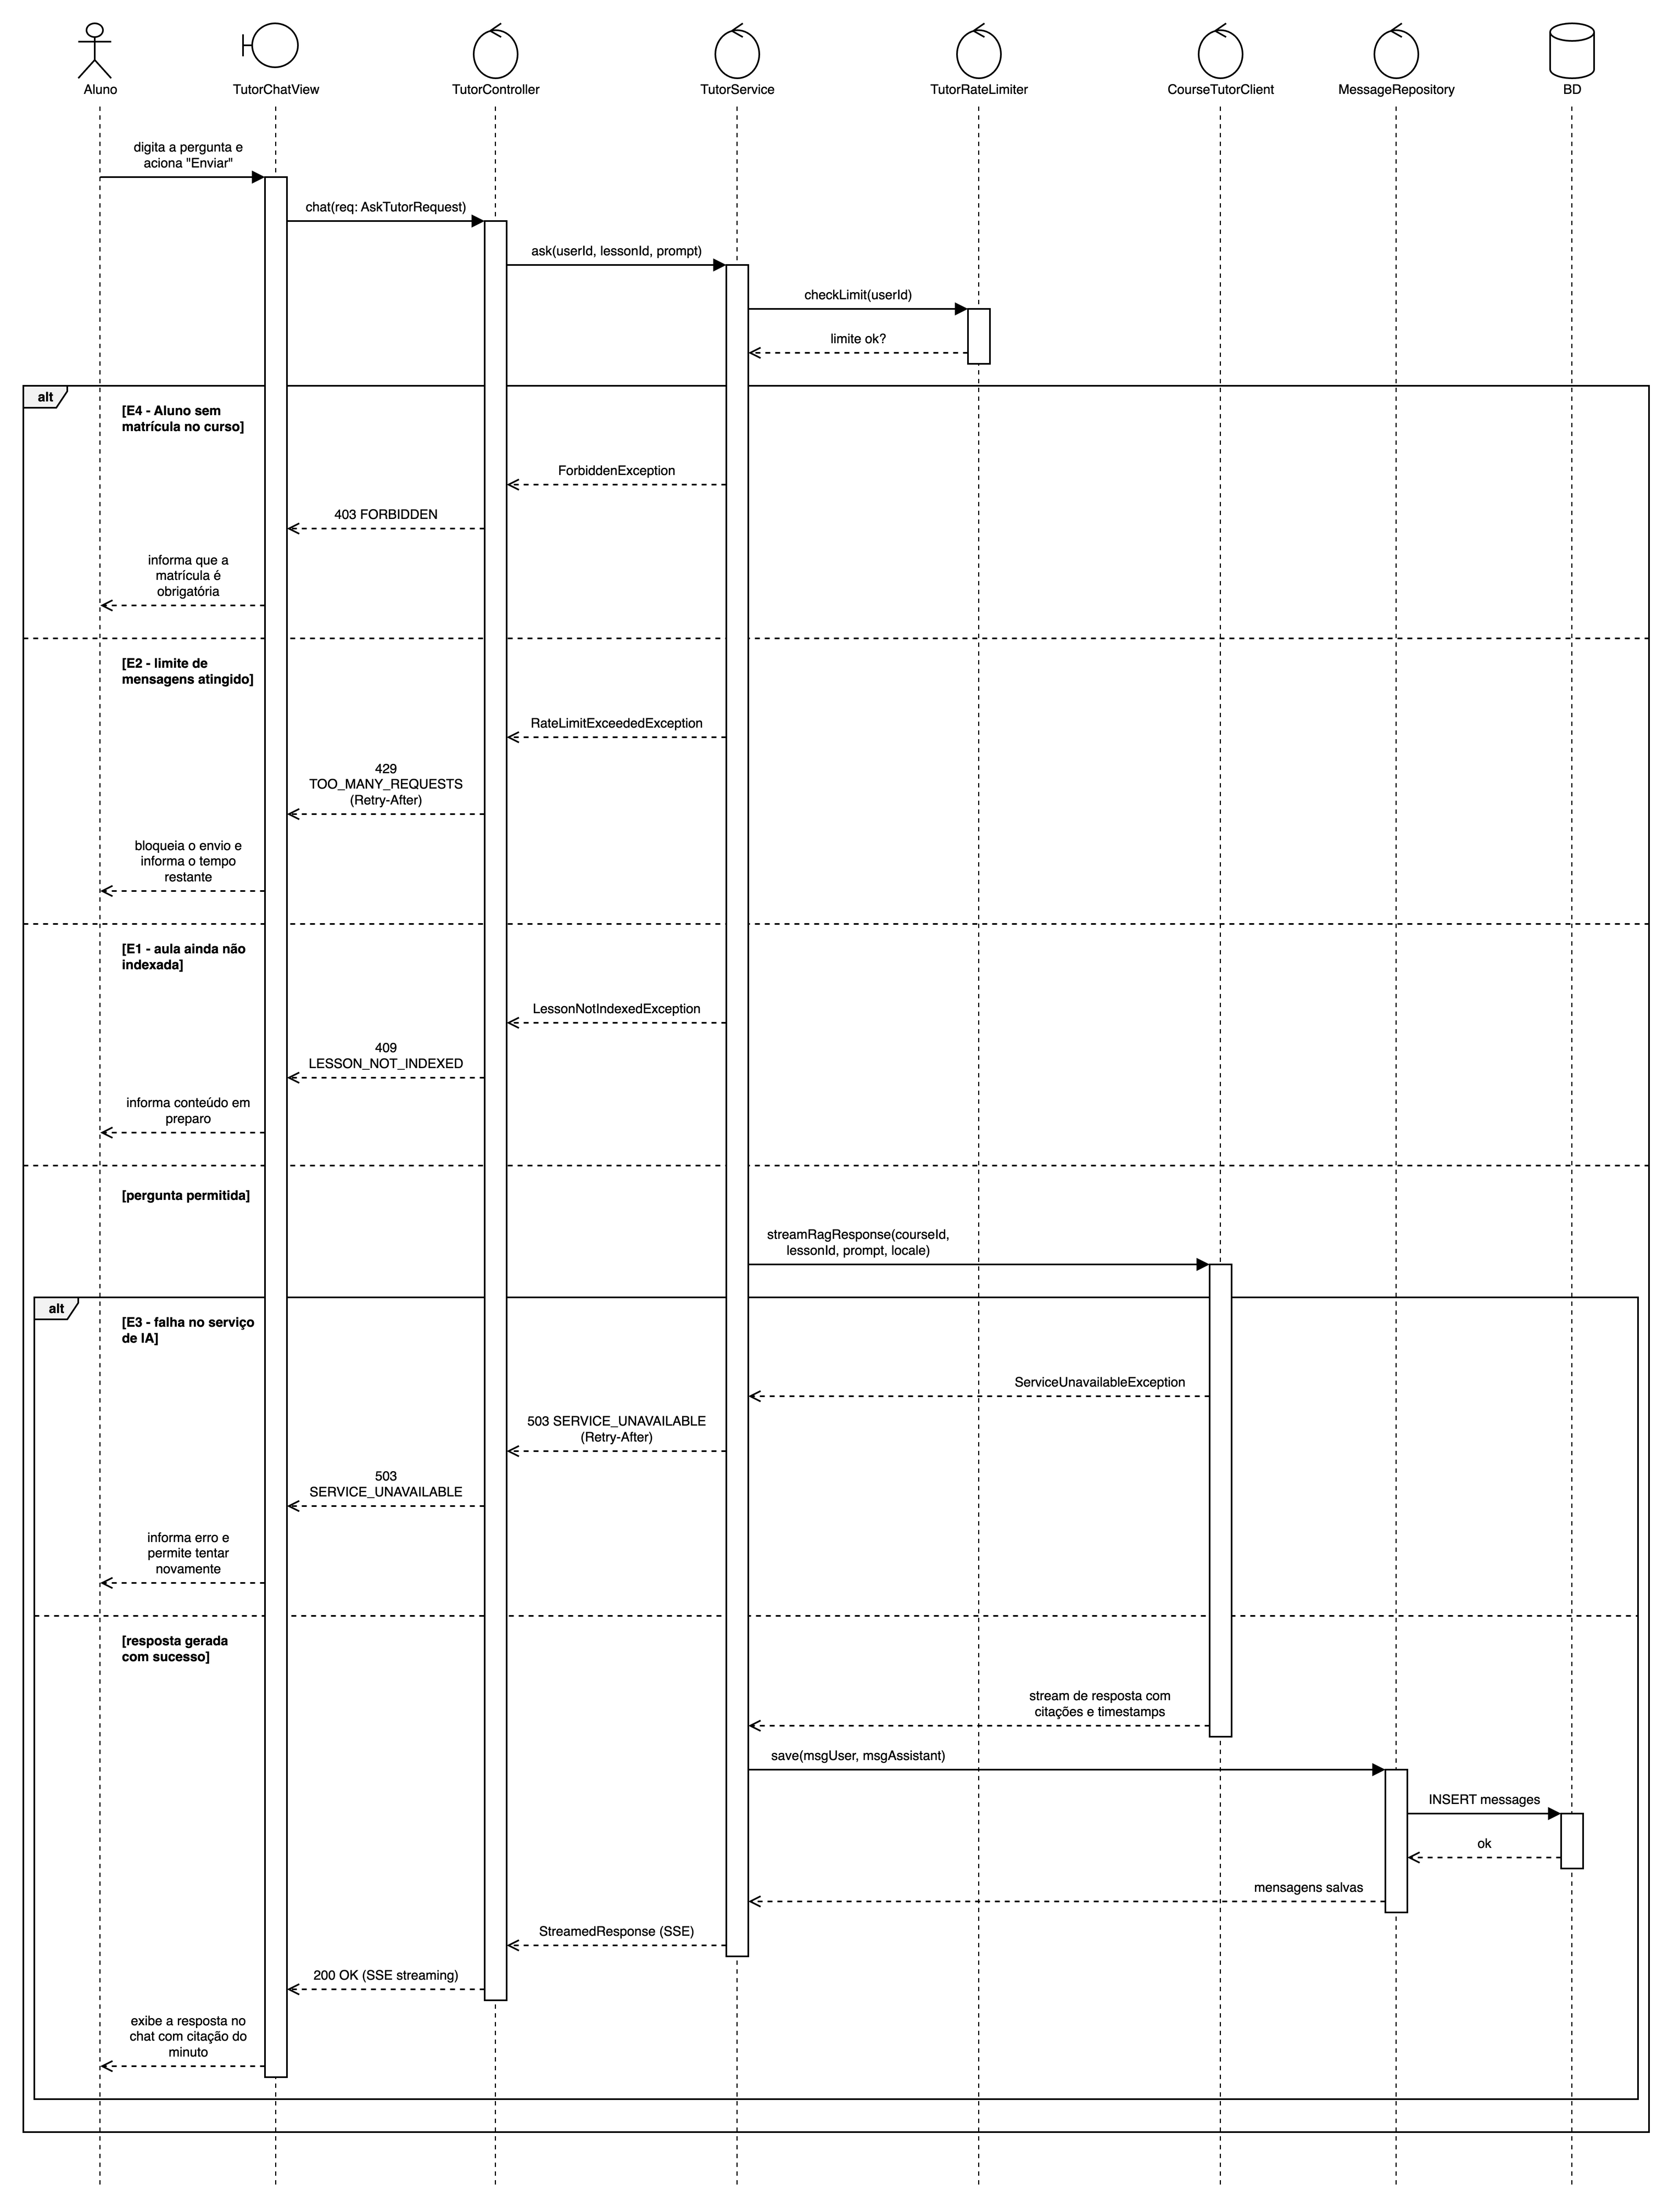 Aluno
TutorChatView
TutorController
TutorService
TutorRateLimiter
CourseTutorClient
MessageRepository
BD
digita a pergunta e
aciona "Enviar"
chat(req: AskTutorRequest)
ask(userId, lessonId, prompt)
checkLimit(userId)
limite ok?
alt
[E4 - Aluno sem
matrícula no curso]
ForbiddenException
403 FORBIDDEN
informa que a
matrícula é
obrigatória
[E2 - limite de
mensagens atingido]
RateLimitExceededException
429
TOO_MANY_REQUESTS
(Retry-After)
bloqueia o envio e
informa o tempo
restante
[E1 - aula ainda não
indexada]
LessonNotIndexedException
409
LESSON_NOT_INDEXED
informa conteúdo em
preparo
[pergunta permitida]
streamRagResponse(courseId,
lessonId, prompt, locale)
alt
[E3 - falha no serviço
de IA]
ServiceUnavailableException
503 SERVICE_UNAVAILABLE
(Retry-After)
503
SERVICE_UNAVAILABLE
informa erro e
permite tentar
novamente
[resposta gerada
com sucesso]
stream de resposta com
citações e timestamps
save(msgUser, msgAssistant)
INSERT messages
ok
mensagens salvas
StreamedResponse (SSE)
200 OK (SSE streaming)
exibe a resposta no
chat com citação do
minuto